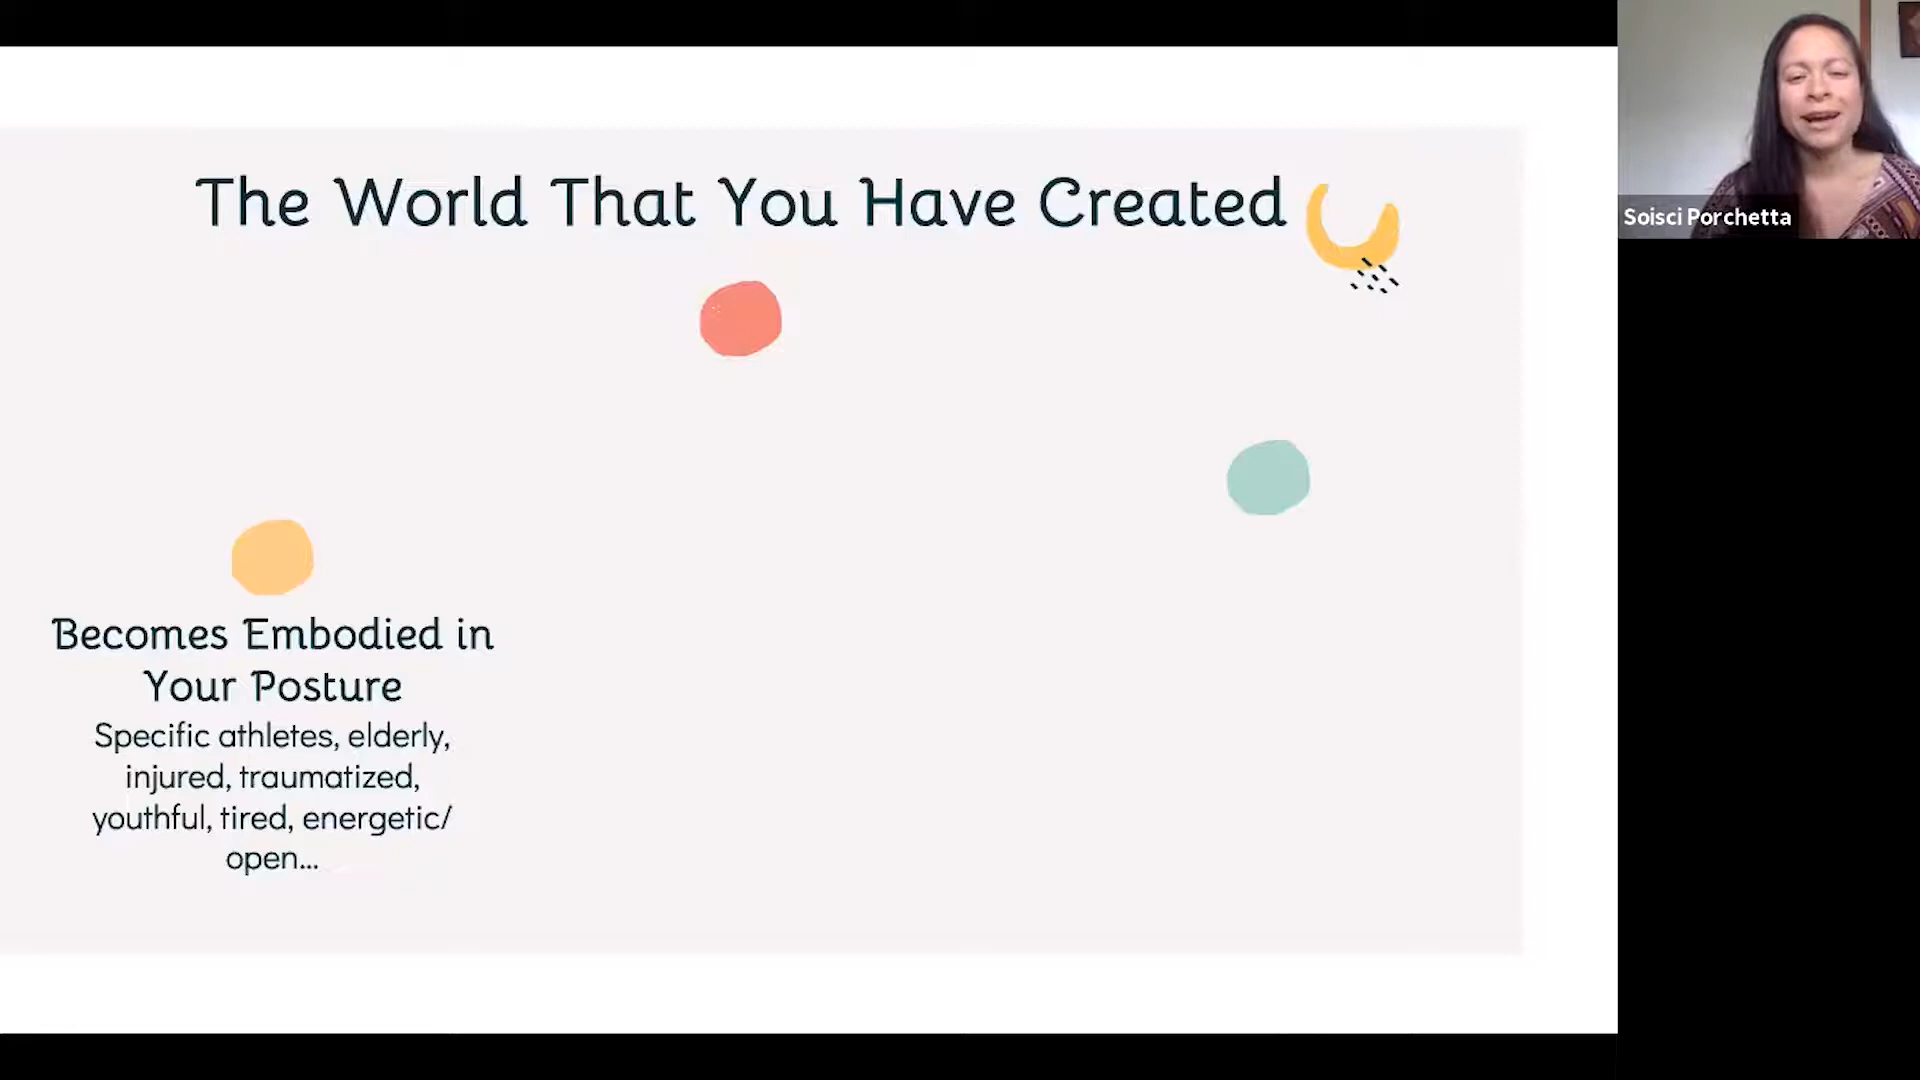 The World That You Have Created
Soisci Porchetta
Becomes Embodied in
Your Posture
Specific athletes, elderly,
injured, traumatized,
youthful, tired, energetic/
open...